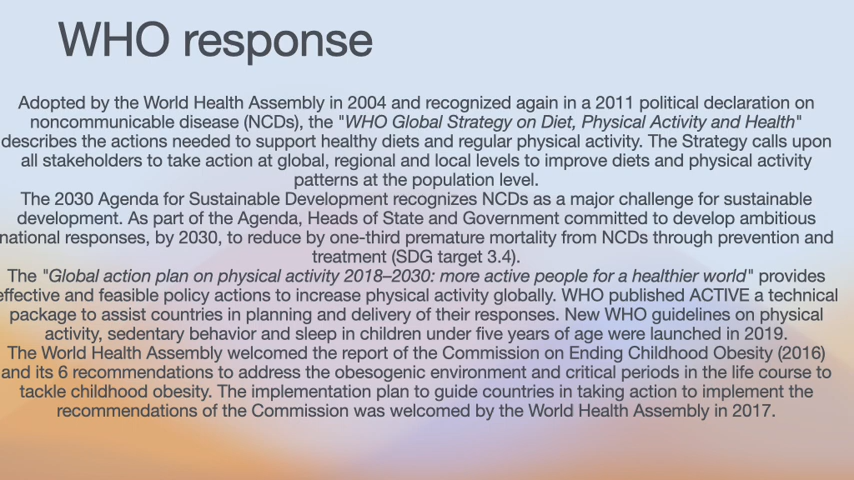 WHO response
Adopted by the World Health Assembly in 2004 and recognized again in a 2011 political declaration on
noncommunicable disease (NCDs), the "WHO Global Strategy on Diet, Physical Activity and Health"
describes the actions needed to support healthy diets and regular physical activity. The Strategy calls upon
all stakeholders to take action at global, regional and local levels to improve diets and physical activity
patterns at the population level.
The 2030 Agenda for Sustainable Development recognizes NCDs as a major challenge for sustainable
development. As part of the Agenda, Heads of State and Government committed to develop ambitious
national responses, by 2030, to reduce by one-third premature mortality from NCDs through prevention and
treatment (SDG target 3.4).
The "Global action plan on physical activity 2018–2030: more active people for a healthier world" provides
effective and feasible policy actions to increase physical activity globally. WHO published ACTIVE a technical
package to assist countries in planning and delivery of their responses. New WHO guidelines on physical
activity, sedentary behavior and sleep in children under five years of age were launched in 2019.
The World Health Assembly welcomed the report of the Commission on Ending Childhood Obesity (2016)
and its 6 recommendations to address the obesogenic environment and critical periods in the life course to
tackle childhood obesity. The implementation plan to guide countries in taking action to implement the
recommendations of the Commission was welcomed by the World Health Assembly in 2017.